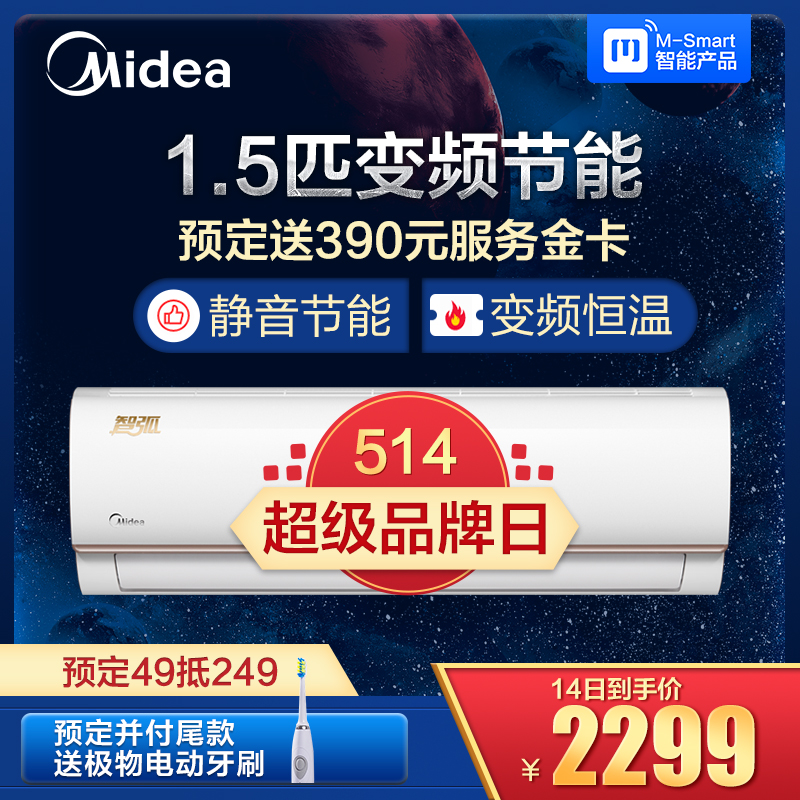 Midea
M-Smart
智能产品
1.5匹变频节能
预定送390元服务金卡
静音节能
变频恒温
智弧
Midea
514
超级品牌日
预定49抵249
预定并付尾款
送极物电动牙刷
14日到手价
¥2299